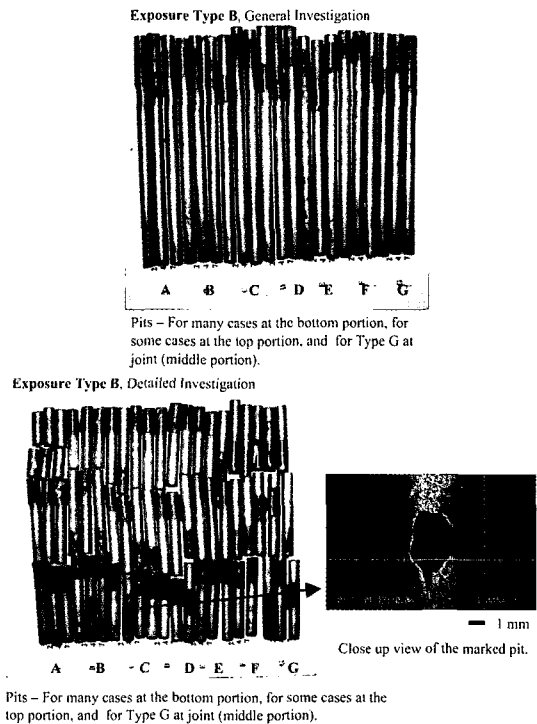 Exposure Type B, General Investigation
A B C D E F G
Pits – For many cases at the bottom portion, for
some cases at the top portion, and for Type G at
joint (middle portion).
Exposure Type B, Detailed Investigation
1 mm
Close up view of the marked pit.
A B C D E F G
Pits – For many cases at the bottom portion, for some cases at the
top portion, and for Type G at joint (middle portion).